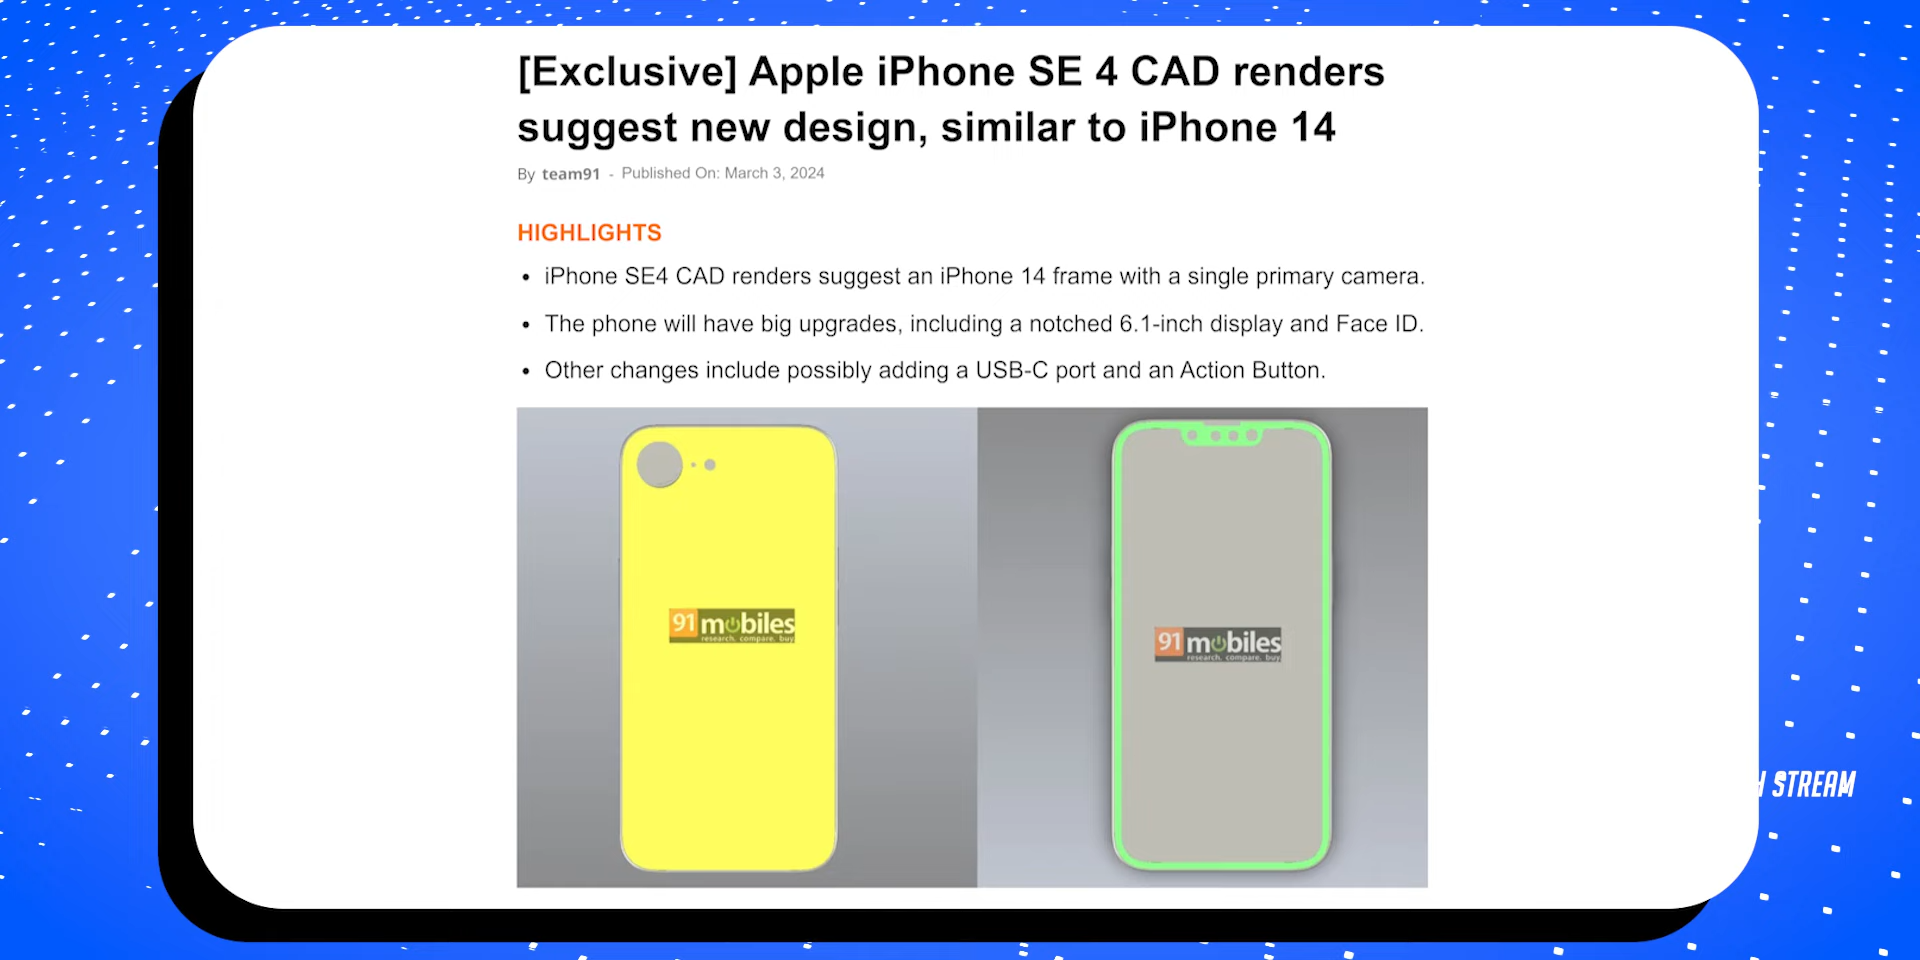 [Exclusive] Apple iPhone SE 4 CAD renders
suggest new design, similar to iPhone 14
By team91 - Published On: March 3, 2024
HIGHLIGHTS
• iPhone SE4 CAD renders suggest an iPhone 14 frame with a single primary camera.
• The phone will have big upgrades, including a notched 6.1-inch display and Face ID.
• Other changes include possibly adding a USB-C port and an Action Button.
91mobiles
research. compare. buy.
91mobiles
research. compare. buy.
STREAM